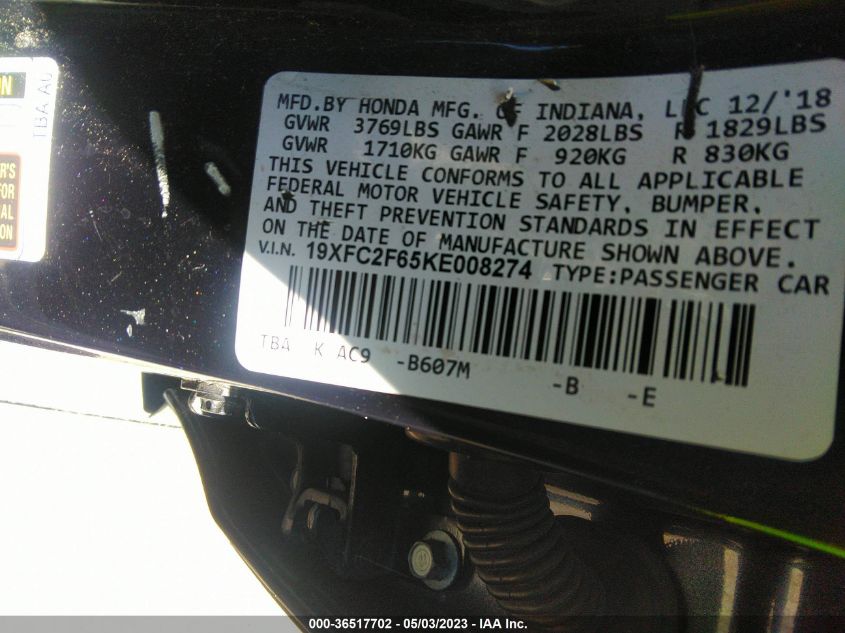 MFD.BY HONDA MFG. OF INDIANA, LLC 12/'18
GVWR 3769LBS GAWR F 2028LBS R 1829LBS
GVWR 1710KG GAWR F 920KG R 830KG
THIS VEHICLE CONFORMS TO ALL APPLICABLE
FEDERAL MOTOR VEHICLE SAFETY, BUMPER,
AND THEFT PREVENTION STANDARDS IN EFFECT
ON THE DATE OF MANUFACTURE SHOWN ABOVE.
V.I.N. 19XFC2F65KE008274 TYPE:PASSENGER CAR
TBA K AC9 -B607M -B -E
TBA A0
000-36517702 - 05/03/2023 - IAA Inc.